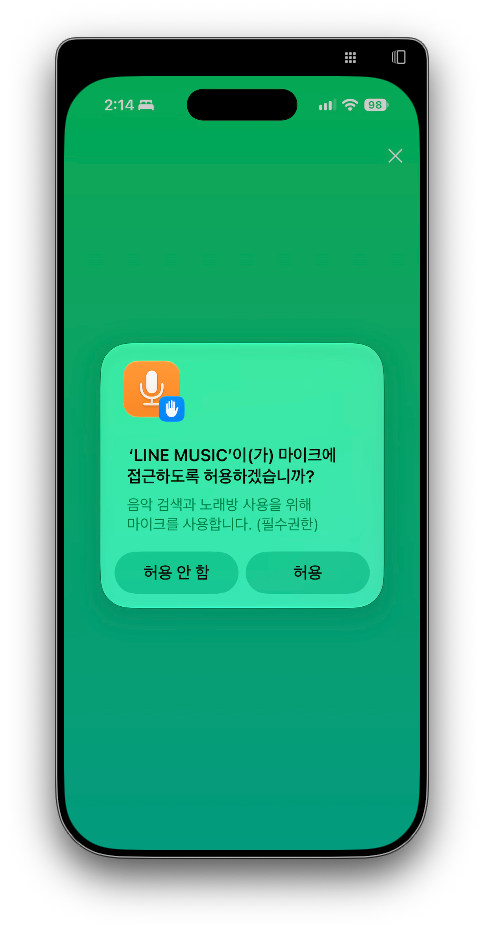 2:14
98
‘LINE MUSIC’이(가) 마이크에
접근하도록 허용하겠습니까?
음악 검색과 노래방 사용을 위해
마이크를 사용합니다. (필수권한)
허용 안 함
허용